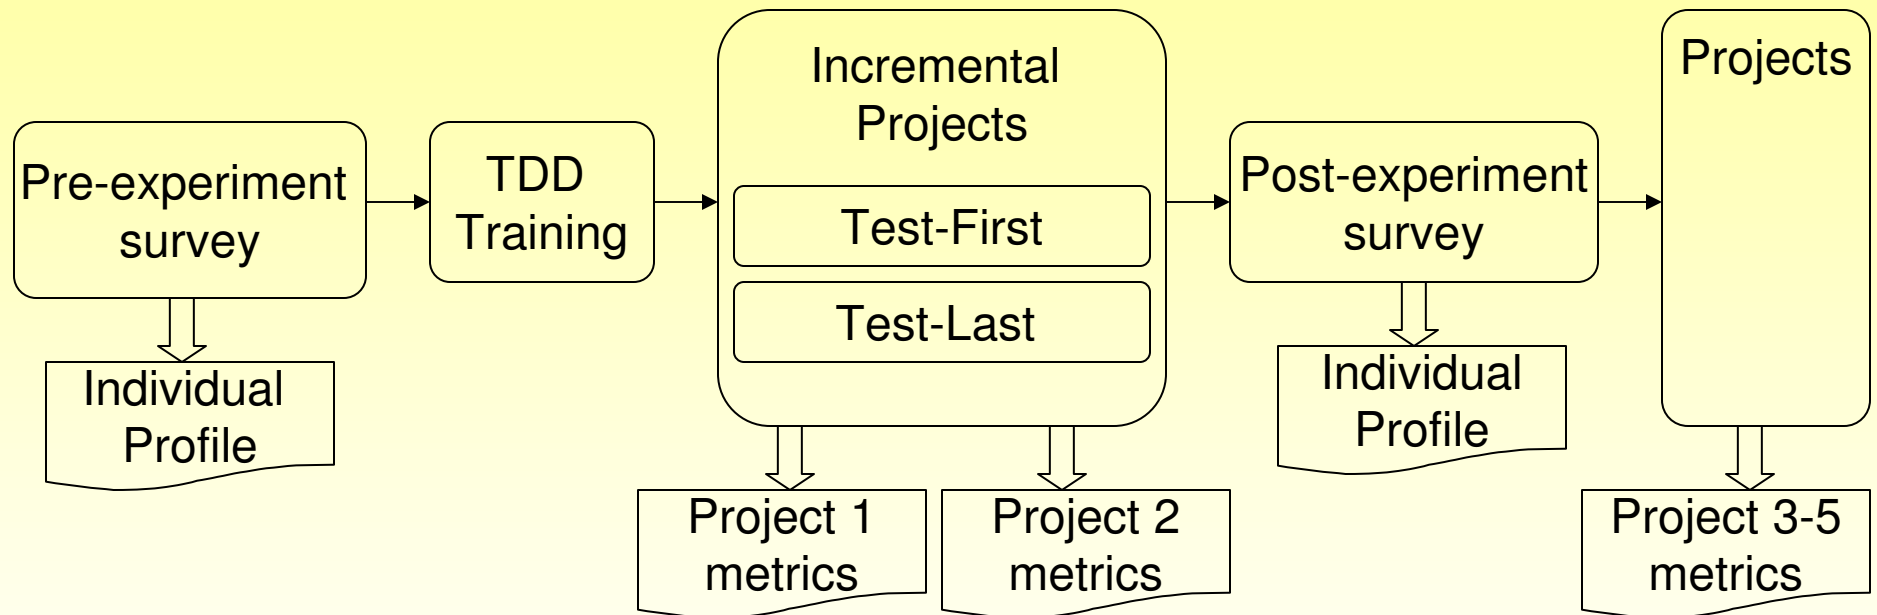 Pre-experiment
survey
Individual
Profile
TDD
Training
Incremental
Projects
Test-First
Test-Last
Project 1
metrics
Project 2
metrics
Post-experiment
survey
Individual
Profile
Projects
Project 3-5
metrics